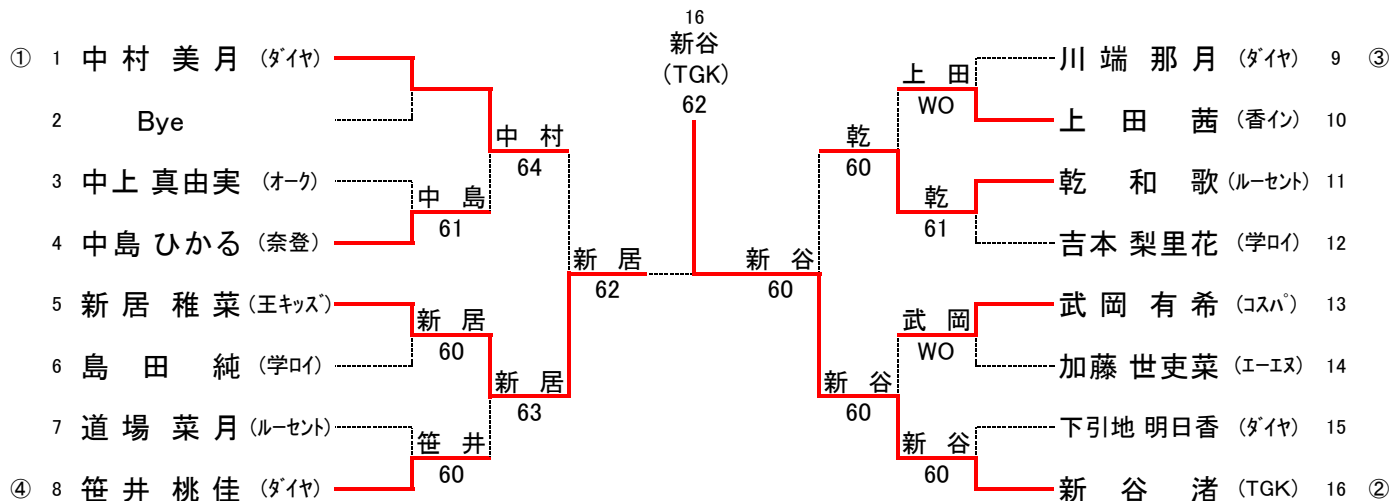 16
新谷
(TGK)
62
① 1 中村 美月 (ダイヤ)
2 Bye
3 中上 真由実 (オーク)
4 中島 ひかる (奈登)
5 新居 稚菜 (王キッズ)
6 島田 純 (学ロイ)
7 道場 菜月 (ルーセント)
④ 8 笹井 桃佳 (ダイヤ)
中島
61
新居
60
笹井
60
中村
64
新居
63
新居
62
新谷
60
乾
60
新谷
60
上田
WO
乾
61
武岡
WO
新谷
60
川端 那月 (ダイヤ) 9 ③
上田 茜 (香イン) 10
乾 和歌 (ルーセント) 11
吉本 梨里花 (学ロイ) 12
武岡 有希 (コスパ) 13
加藤 世吏菜 (エーエヌ) 14
下引地 明日香 (ダイヤ) 15
新谷 渚 (TGK) 16 ②